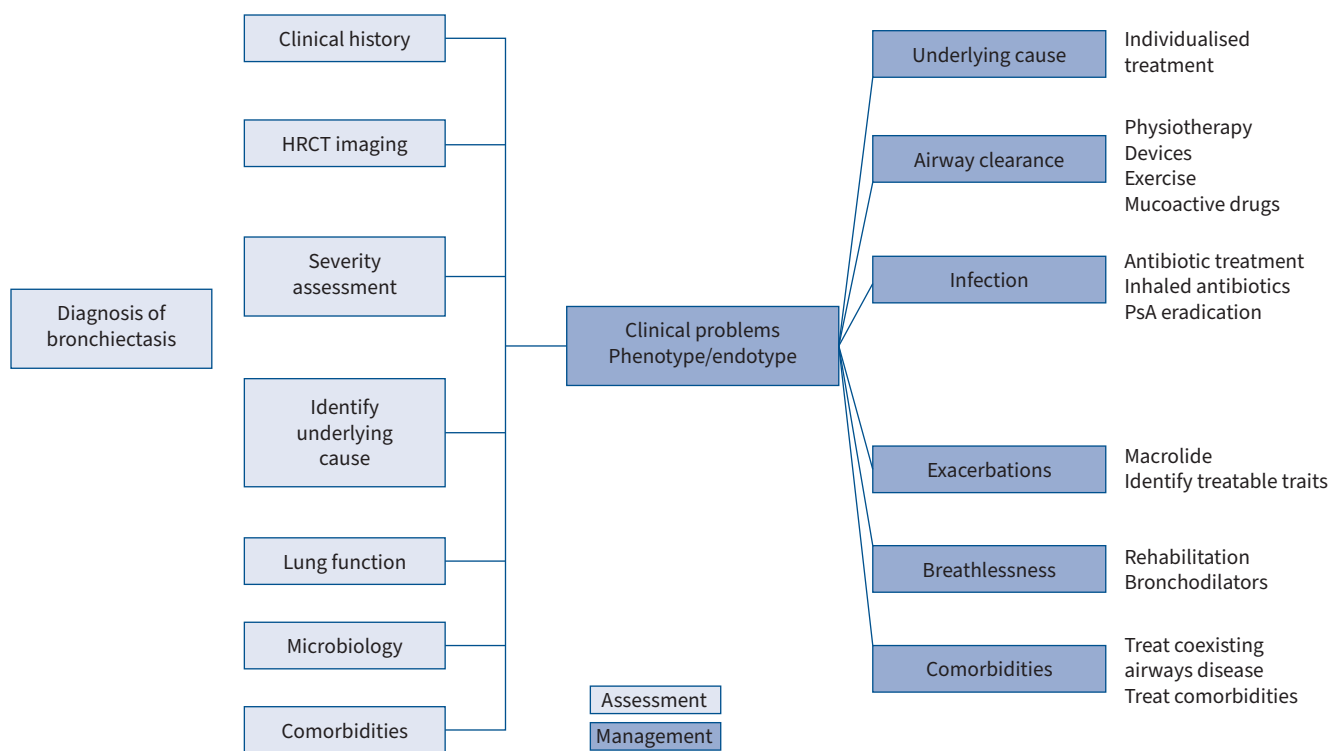 Diagnosis of
bronchiectasis
Clinical history
HRCT imaging
Severity
assessment
Identify
underlying
cause
Lung function
Microbiology
Comorbidities
Clinical problems
Phenotype/endotype
Underlying cause
Individualised
treatment
Airway clearance
Physiotherapy
Devices
Exercise
Mucoactive drugs
Infection
Antibiotic treatment
Inhaled antibiotics
PsA eradication
Exacerbations
Macrolide
Identify treatable traits
Breathlessness
Rehabilitation
Bronchodilators
Comorbidities
Treat coexisting
airways disease
Treat comorbidities
Assessment
Management